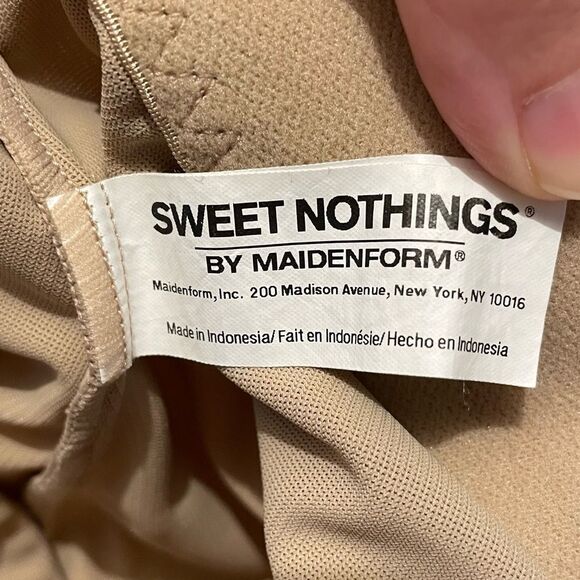 SWEET NOTHINGS®
BY MAIDENFORM®
Maidenform, Inc. 200 Madison Avenue, New York, NY 10016
Made in Indonesia/Fait en Indonésie/Hecho en Indonesia